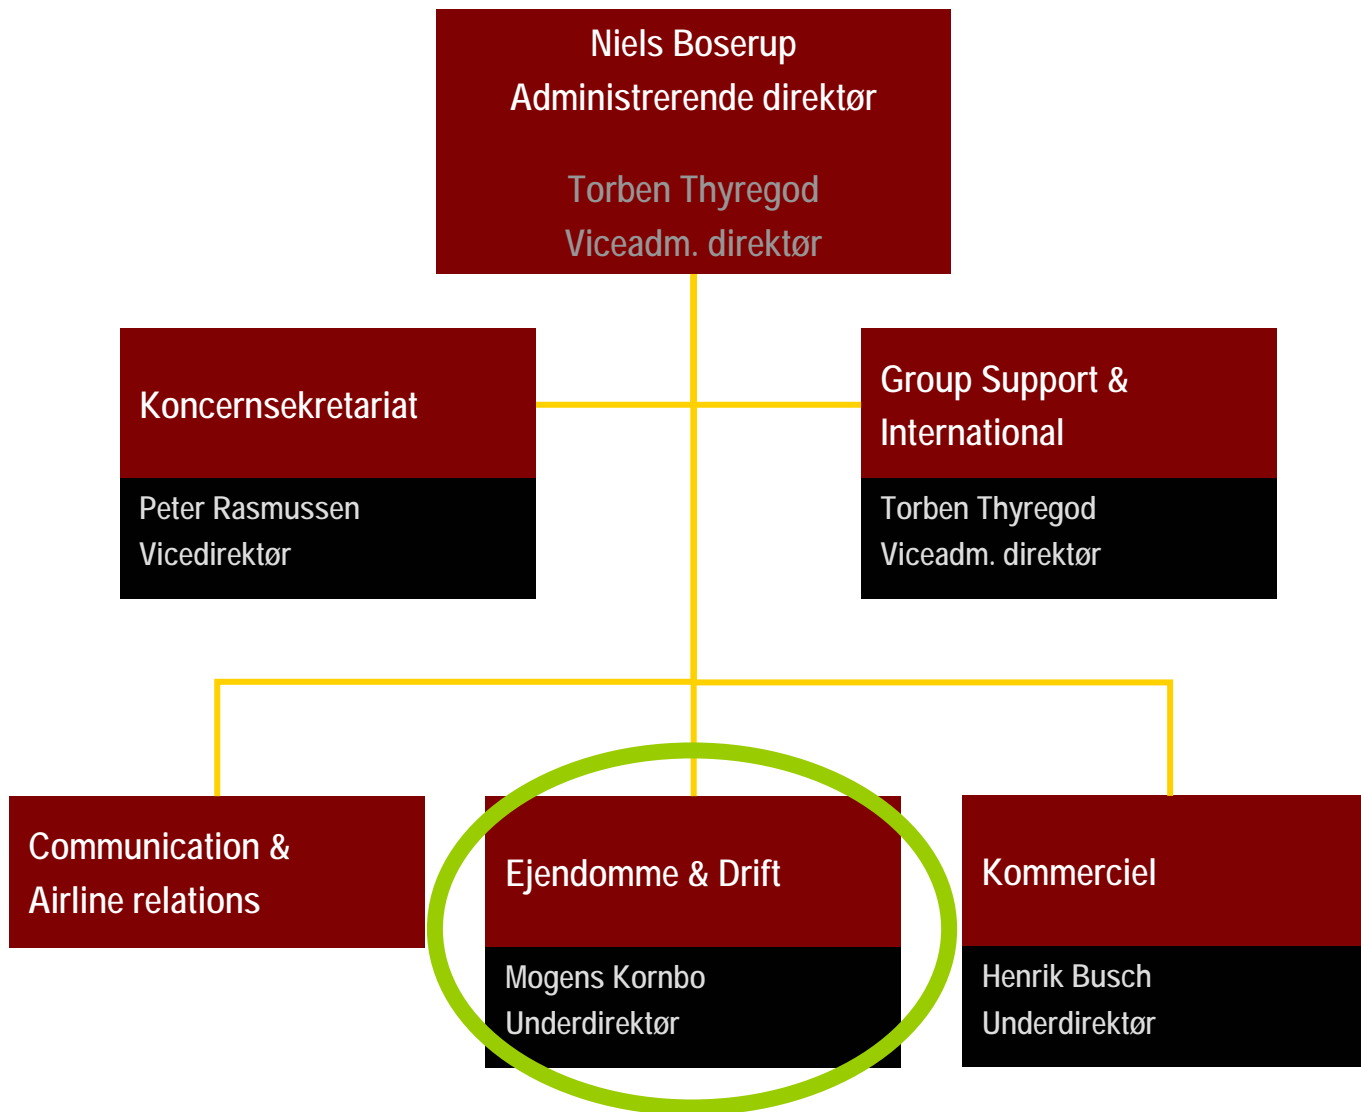 Niels Boserup
Administrerende direktør
Torben Thyregod
Viceadm. direktør
Koncernsekretariat
Peter Rasmussen
Vicedirektør
Group Support &
International
Torben Thyregod
Viceadm. direktør
Communication &
Airline relations
Ejendomme & Drift
Mogens Kornbo
Underdirektør
Kommerciel
Henrik Busch
Underdirektør